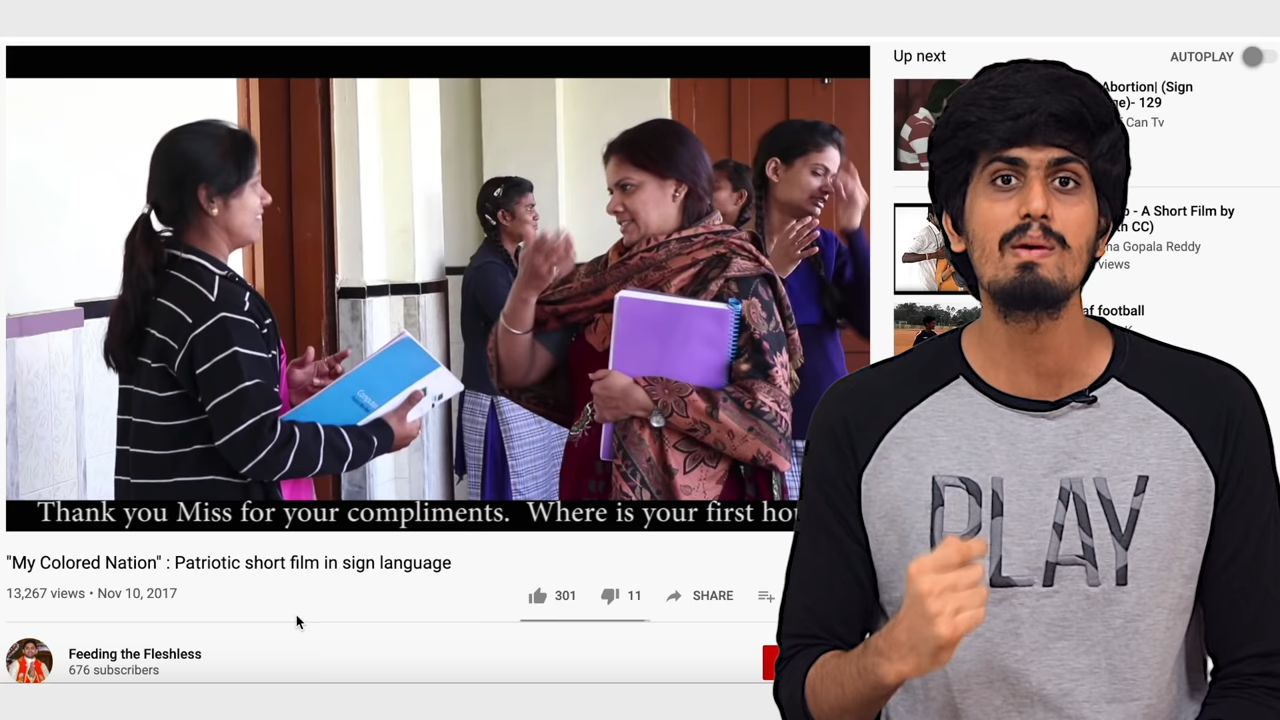 Up next
AUTOPLAY
Abortion| (Sign
ge)- 129
Can Tv
- A Short Film by
CC)
Gopala Reddy
views
football
PLAY
Thank you Miss for your compliments. Where is your first
"My Colored Nation" : Patriotic short film in sign language
13,267 views • Nov 10, 2017
301
11
SHARE
Feeding the Fleshless
676 subscribers